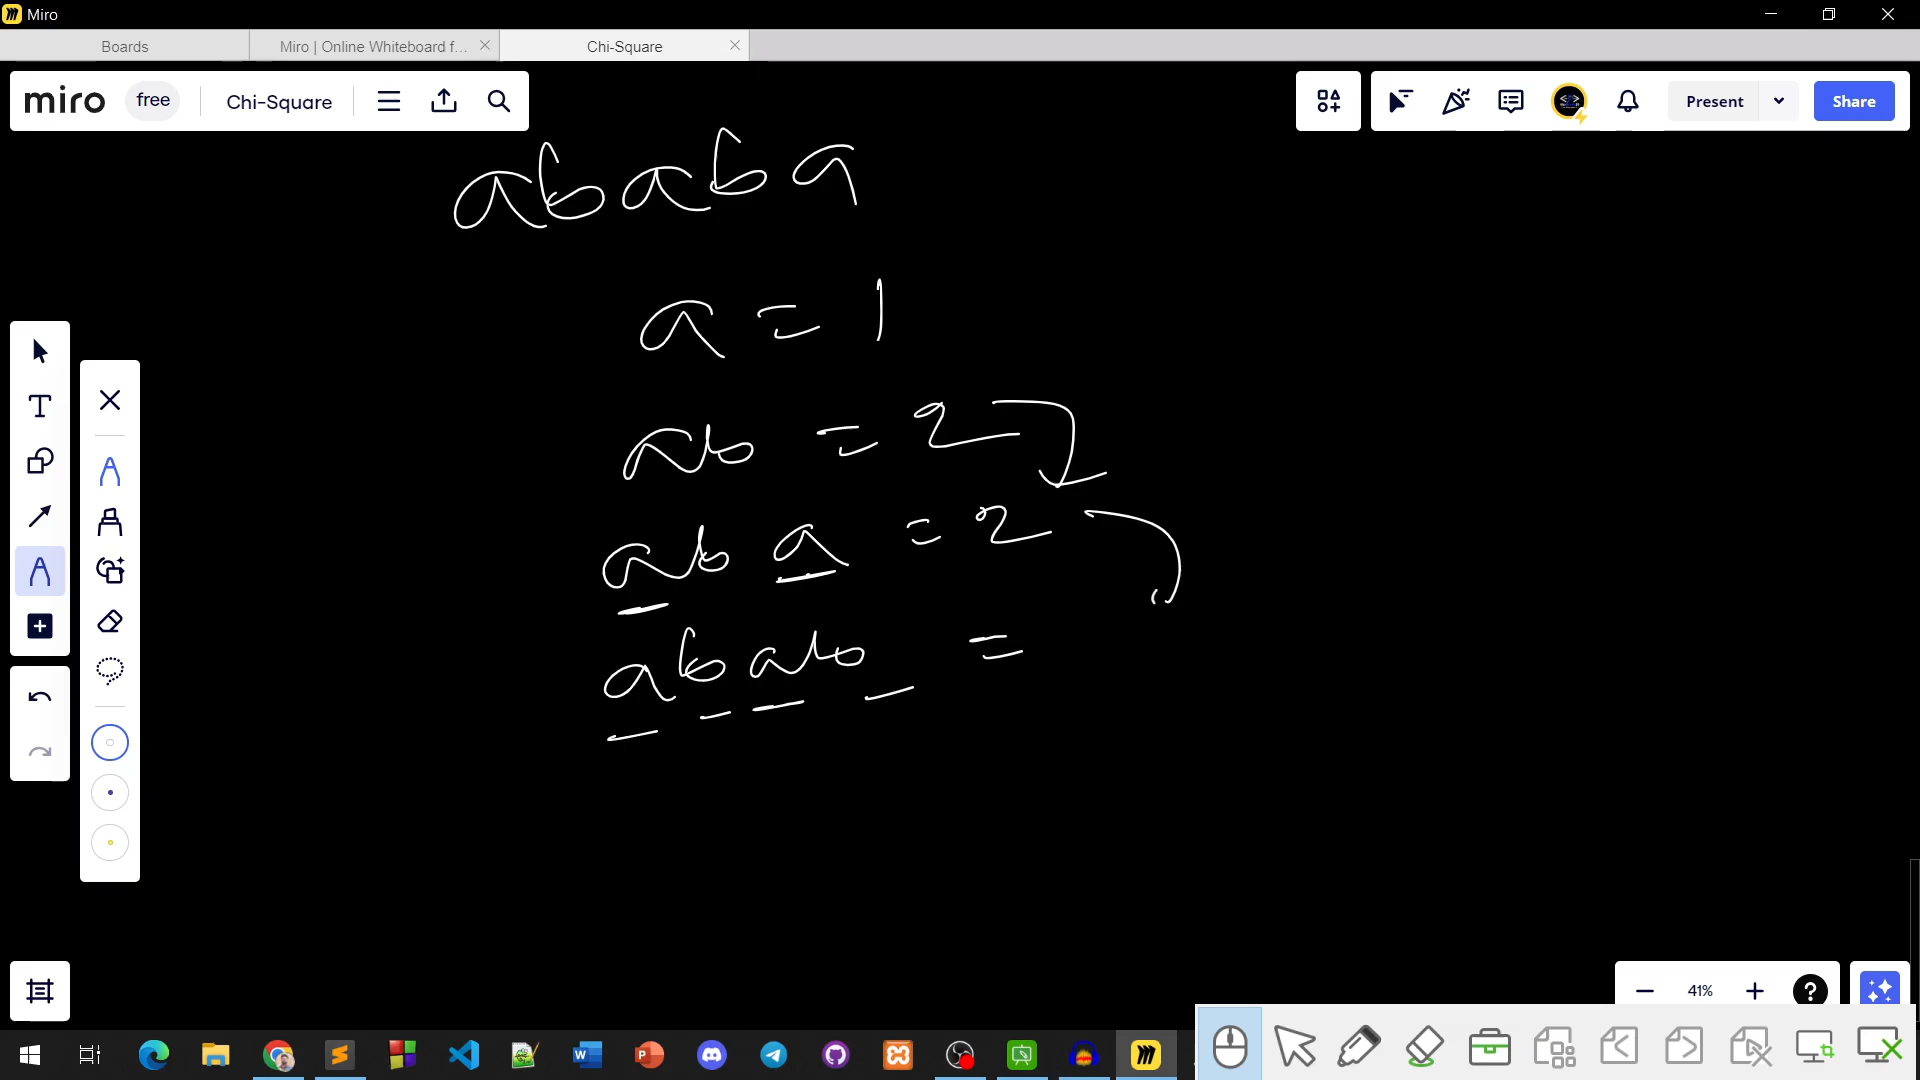 Miro
Boards
Miro | Online Whiteboard f...
Chi-Square
miro
free
Chi-Square
Present
Share
ababa
a = 1
ab = 2
aba = 2
abab =
41%